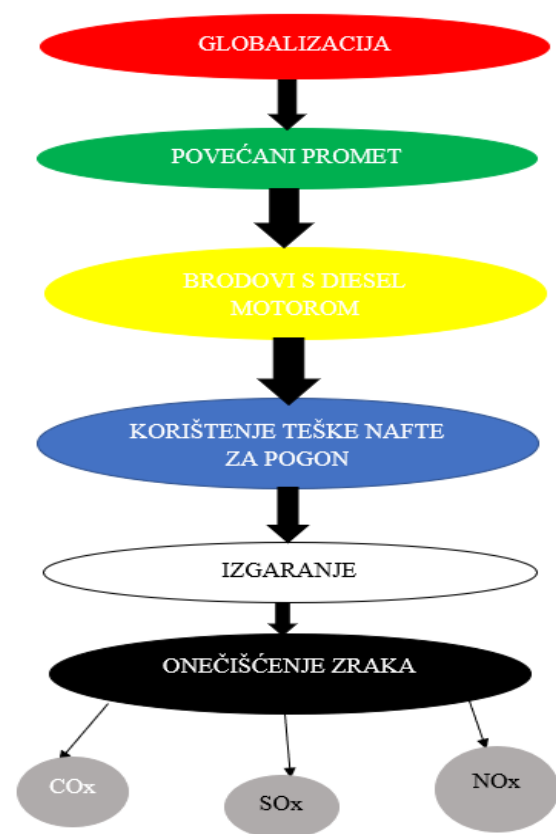 GLOBALIZACIJA
POVEĆANI PROMET
BRODOVI S DIESEL
MOTOROM
KORIŠTENJE TEŠKE NAFTE
ZA POGON
IZGARANJE
ONEČIŠĆENJE ZRAKA
COx
SOx
NOx